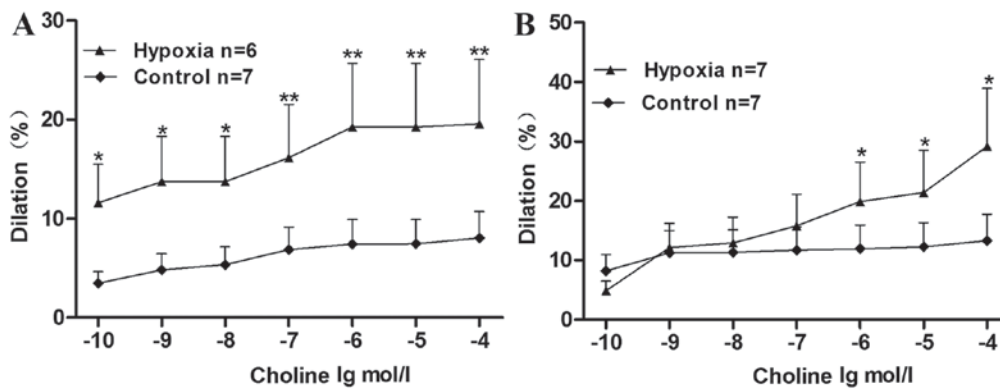 A
30
20
10
0
Dilation (%)
Hypoxia n=6
Control n=7
* * * ** ** ** **
-10 -9 -8 -7 -6 -5 -4
Choline lg mol/l
B
50
40
30
20
10
0
Dilation (%)
Hypoxia n=7
Control n=7
* * *
-10 -9 -8 -7 -6 -5 -4
Choline lg mol/l